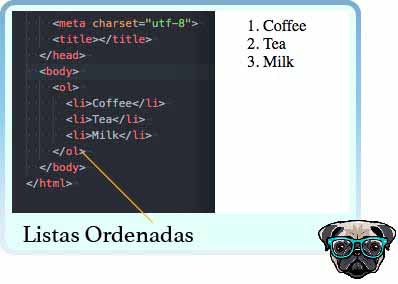 <meta charset="utf-8">
<title></title>
</head>
<body>
<ol>
<li>Coffee</li>
<li>Tea</li>
<li>Milk</li>
</ol>
</body>
</html>
1. Coffee
2. Tea
3. Milk
Listas Ordenadas